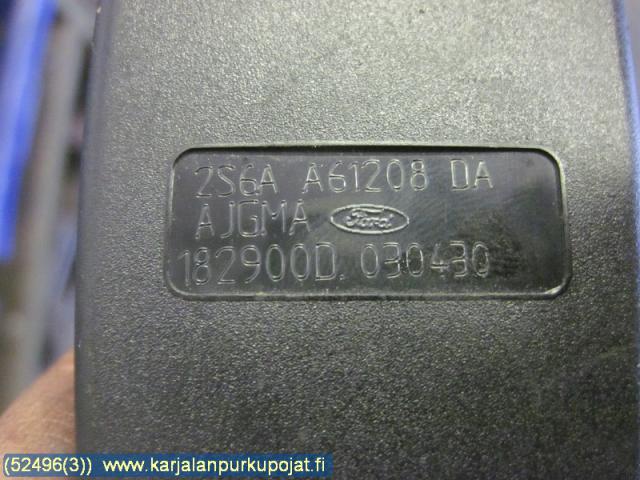 2S6A A61208 DA
AJGMA Ford
182900D. 030430
(52496(3)) www.karjalanpurkupojat.fi